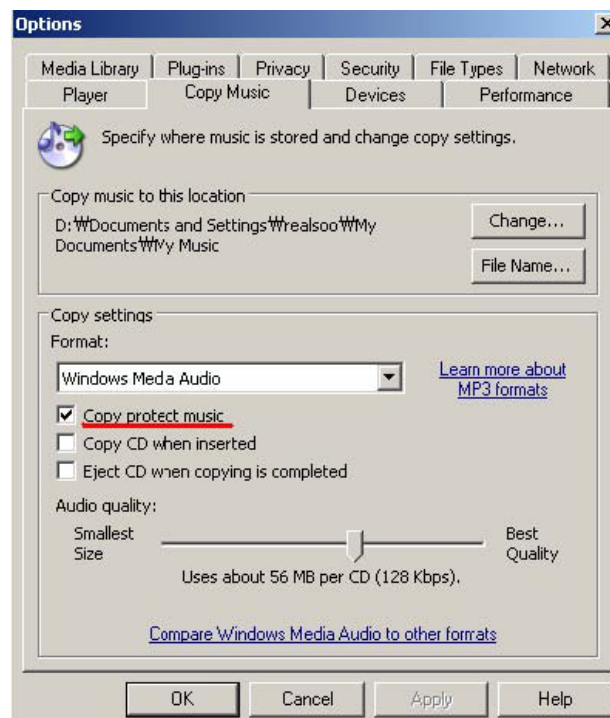 Options
Media Library Plug-ins Privacy Security File Types Network
Player Copy Music Devices Performance
Specify where music is stored and change copy settings.
Copy music to this location
D:₩Documents and Settings₩realsoo₩My
Documents₩My Music
Change...
File Name...
Copy settings
Format:
Windows Media Audio
Learn more about
MP3 formats
Copy protect music
Copy CD when inserted
Eject CD when copying is completed
Audio quality:
Smallest
Size
Best
Quality
Uses about 56 MB per CD (128 Kbps).
Compare Windows Media Audio to other formats
OK Cancel Apply Help